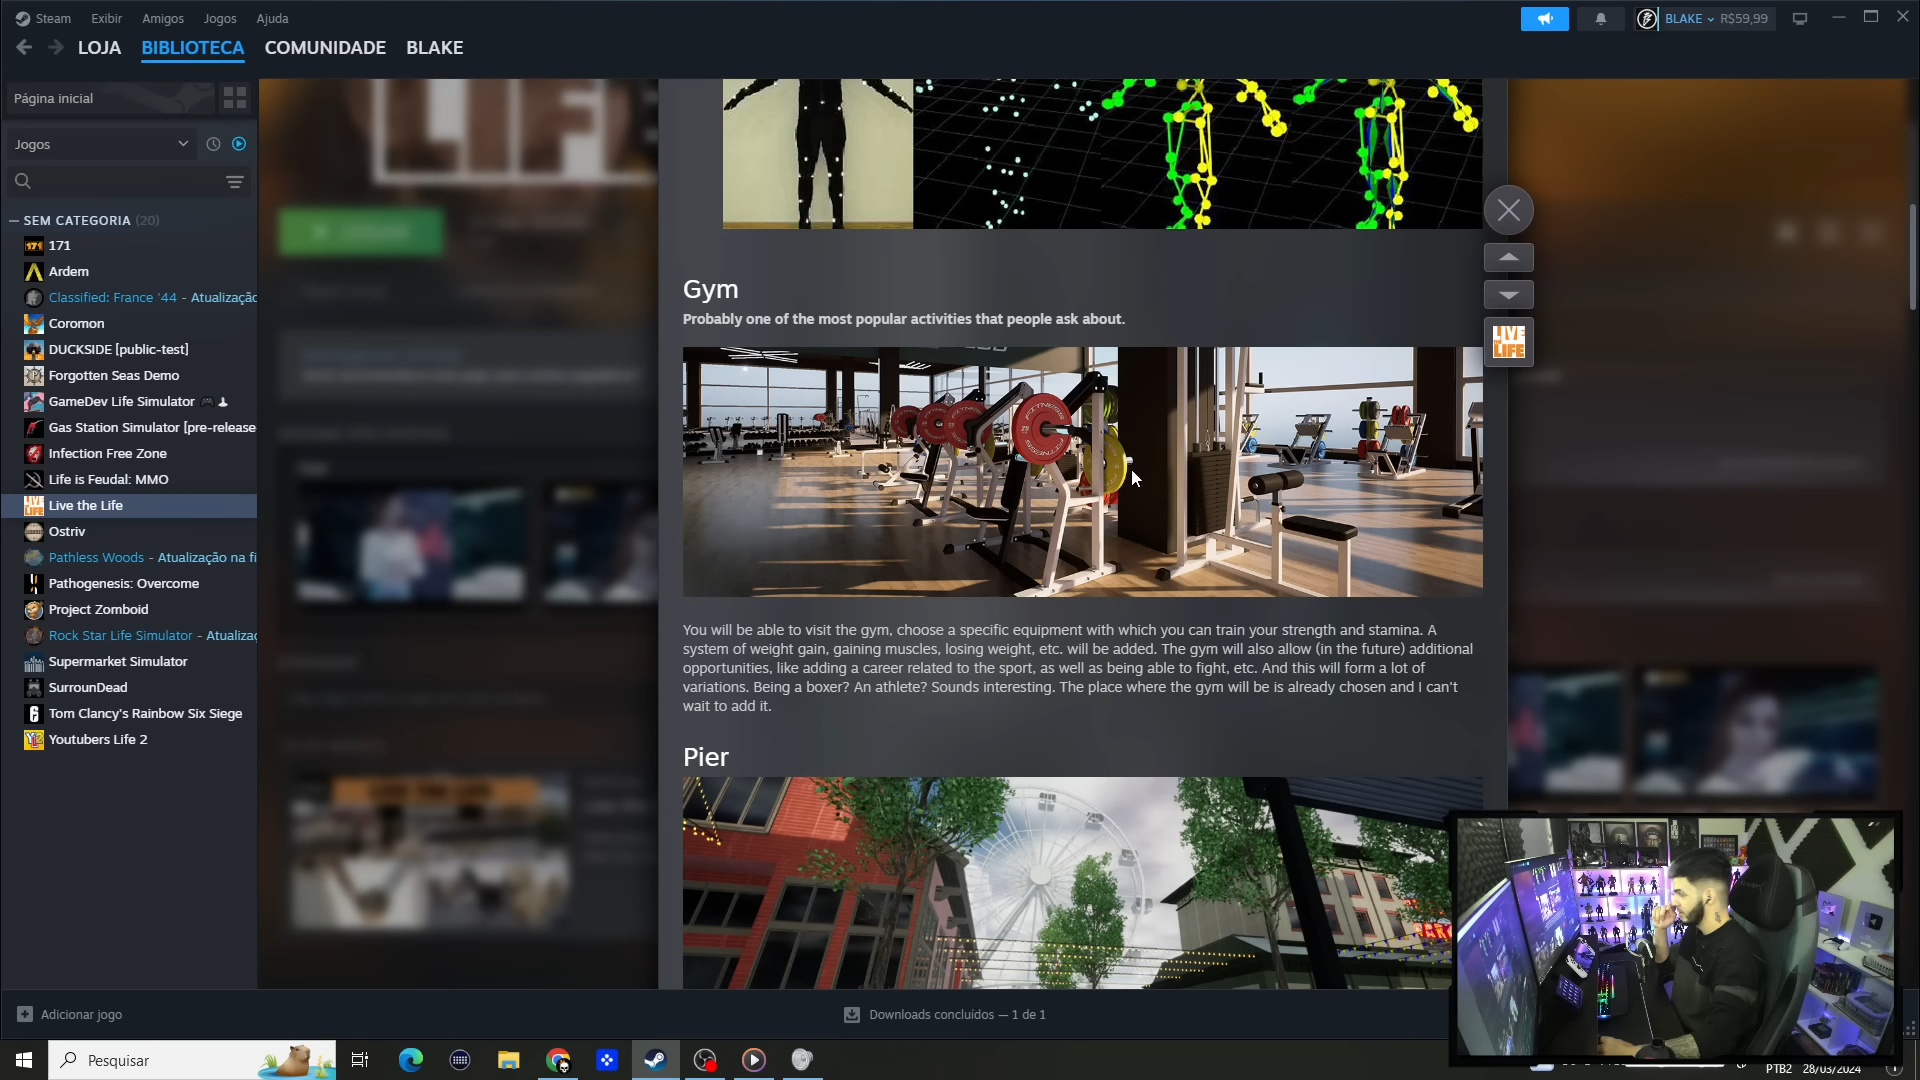 Steam Exibir Amigos Jogos Ajuda
BLAKE R$59,99
LOJA BIBLIOTECA COMUNIDADE BLAKE
Página inicial
Jogos
SEM CATEGORIA (20)
171
Ardem
Classified: France '44 - Atualização
Coromon
DUCKSIDE [public-test]
Forgotten Seas Demo
GameDev Life Simulator
Gas Station Simulator [pre-release
Infection Free Zone
Life is Feudal: MMO
Live the Life
Ostriv
Pathless Woods - Atualização na fi
Pathogenesis: Overcome
Project Zomboid
Rock Star Life Simulator - Atualizaç
Supermarket Simulator
SurrounDead
Tom Clancy's Rainbow Six Siege
Youtubers Life 2
Gym
Probably one of the most popular activities that people ask about.
LIVE
LIFE
FITNESS
You will be able to visit the gym, choose a specific equipment with which you can train your strength and stamina. A
system of weight gain, gaining muscles, losing weight, etc. will be added. The gym will also allow (in the future) additional
opportunities, like adding a career related to the sport, as well as being able to fight, etc. And this will form a lot of
variations. Being a boxer? An athlete? Sounds interesting. The place where the gym will be is already chosen and I can't
wait to add it.
Pier
Adicionar jogo
Downloads concluídos — 1 de 1
Pesquisar
PTB2 28/03/2024